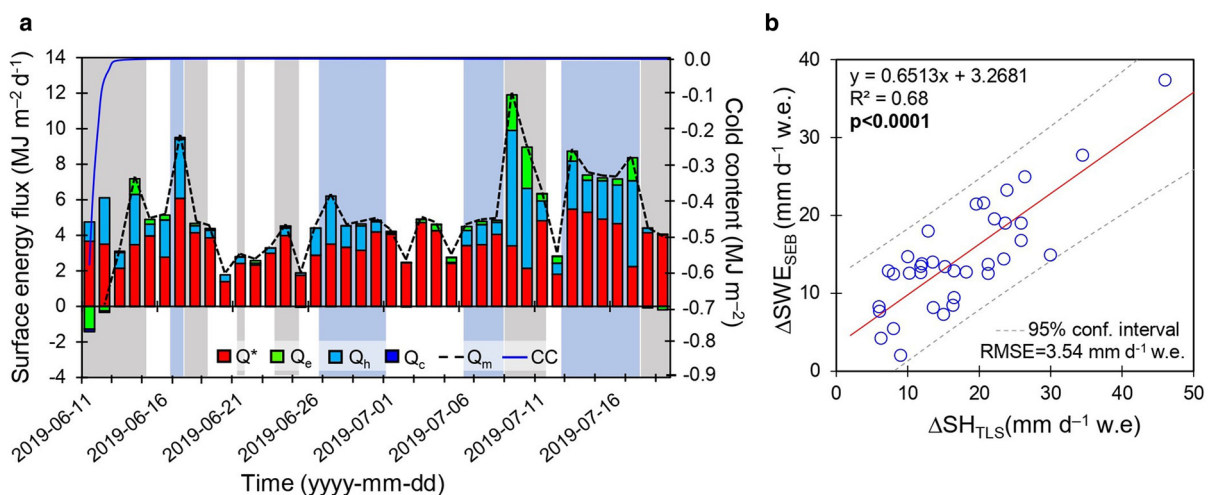 a
Surface energy flux (MJ m⁻² d⁻¹)
14
12
10
8
6
4
2
0
-2
-4
Q* Qₑ Qₕ Q꜀ Qₘ CC
0.0
-0.1
-0.2
-0.3
-0.4
-0.5
-0.6
-0.7
-0.8
-0.9
Cold content (MJ m⁻²)
2019-06-11
2019-06-16
2019-06-21
2019-06-26
2019-07-01
2019-07-06
2019-07-11
2019-07-16
Time (yyyy-mm-dd)
b
ΔSWE_SEB (mm d⁻¹ w.e.)
40
30
20
10
0
y = 0.6513x + 3.2681
R² = 0.68
p<0.0001
95% conf. interval
RMSE=3.54 mm d⁻¹ w.e.
0 10 20 30 40 50
ΔSH_TLS(mm d⁻¹ w.e)